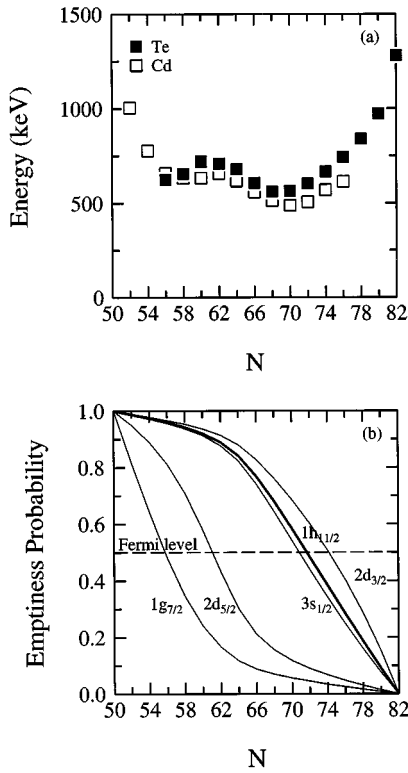 1500
(a)
Te
Cd
1000
Energy (keV)
500
0
50 54 58 62 66 70 74 78 82
N
1.0
(b)
0.8
Emptiness Probability
0.6
1h11/2
Fermi level
0.4
2d3/2
1g7/2 2d5/2 3s1/2
0.2
0.0
50 54 58 62 66 70 74 78 82
N